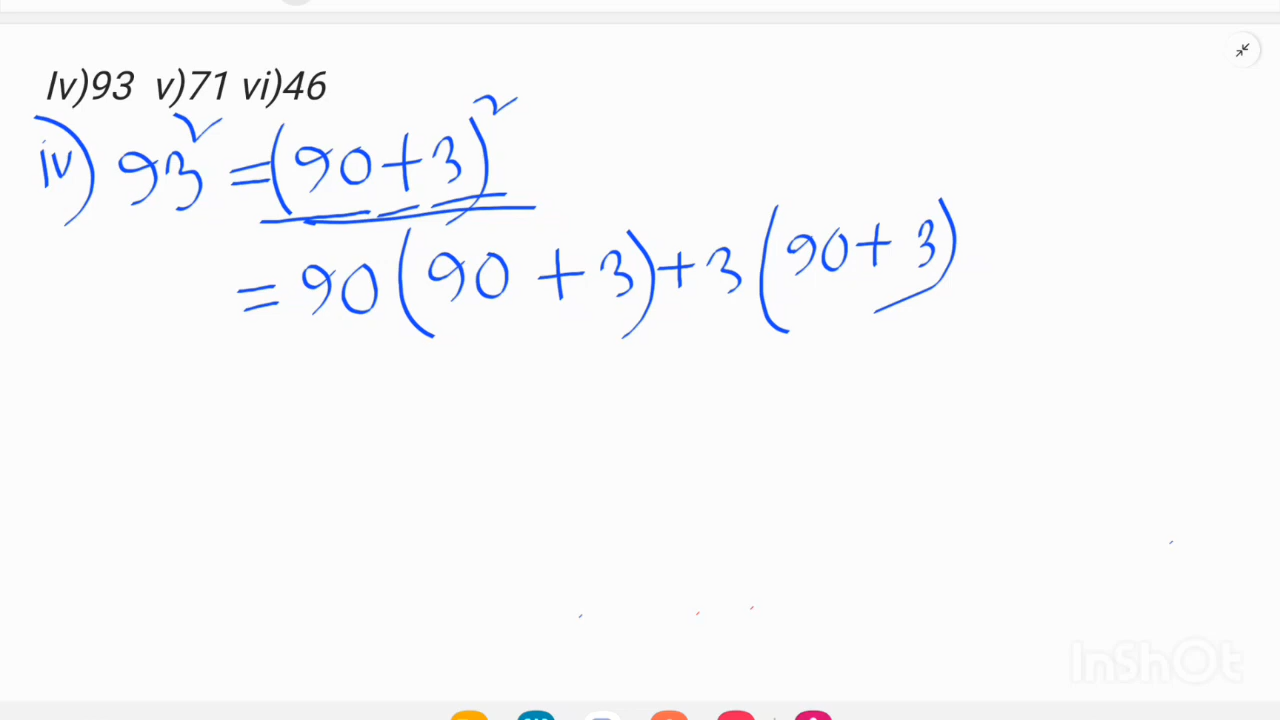 Iv)93 v)71 vi)46
iv) 93² =(90+3)²
= 90(90 +3)+3(90+3)
InShOt